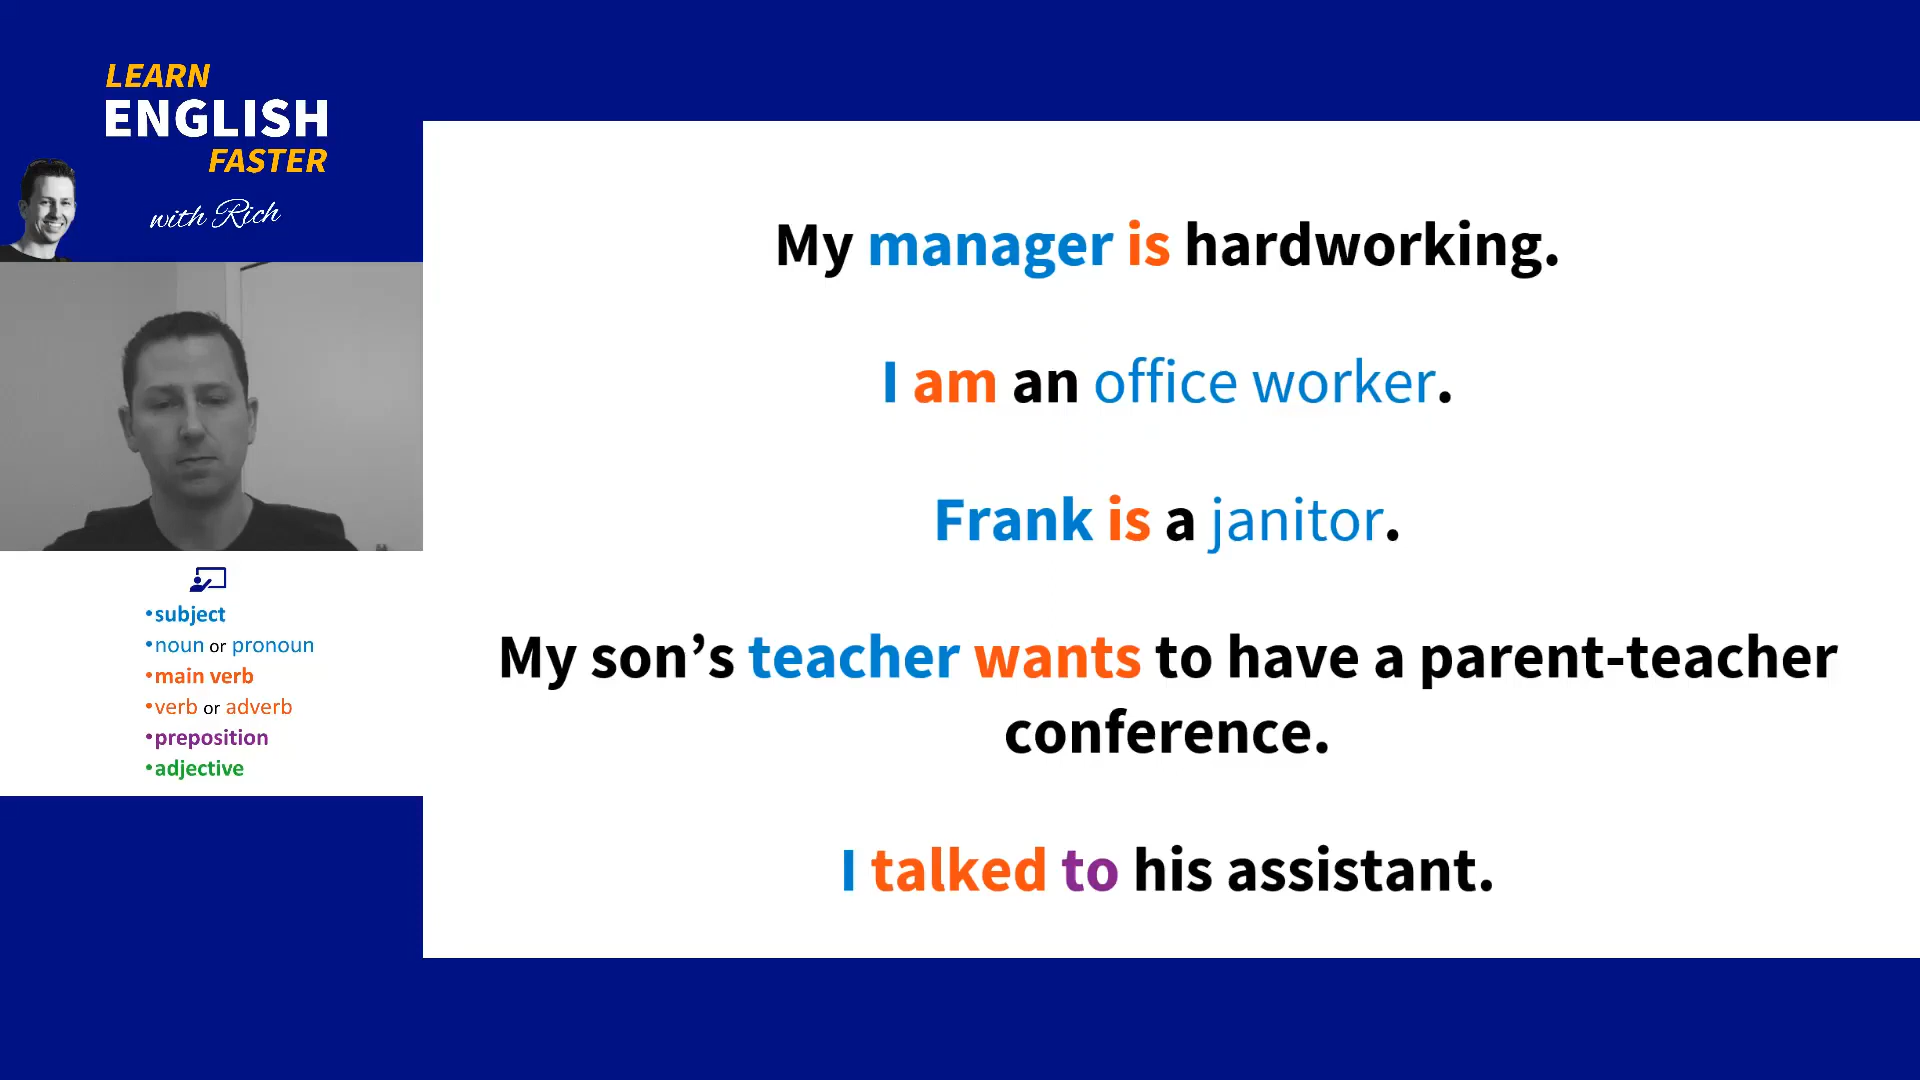 LEARN
ENGLISH
FASTER
with Rich
•subject
•noun or pronoun
•main verb
•verb or adverb
•preposition
•adjective
My manager is hardworking.
I am an office worker.
Frank is a janitor.
My son’s teacher wants to have a parent-teacher
conference.
I talked to his assistant.